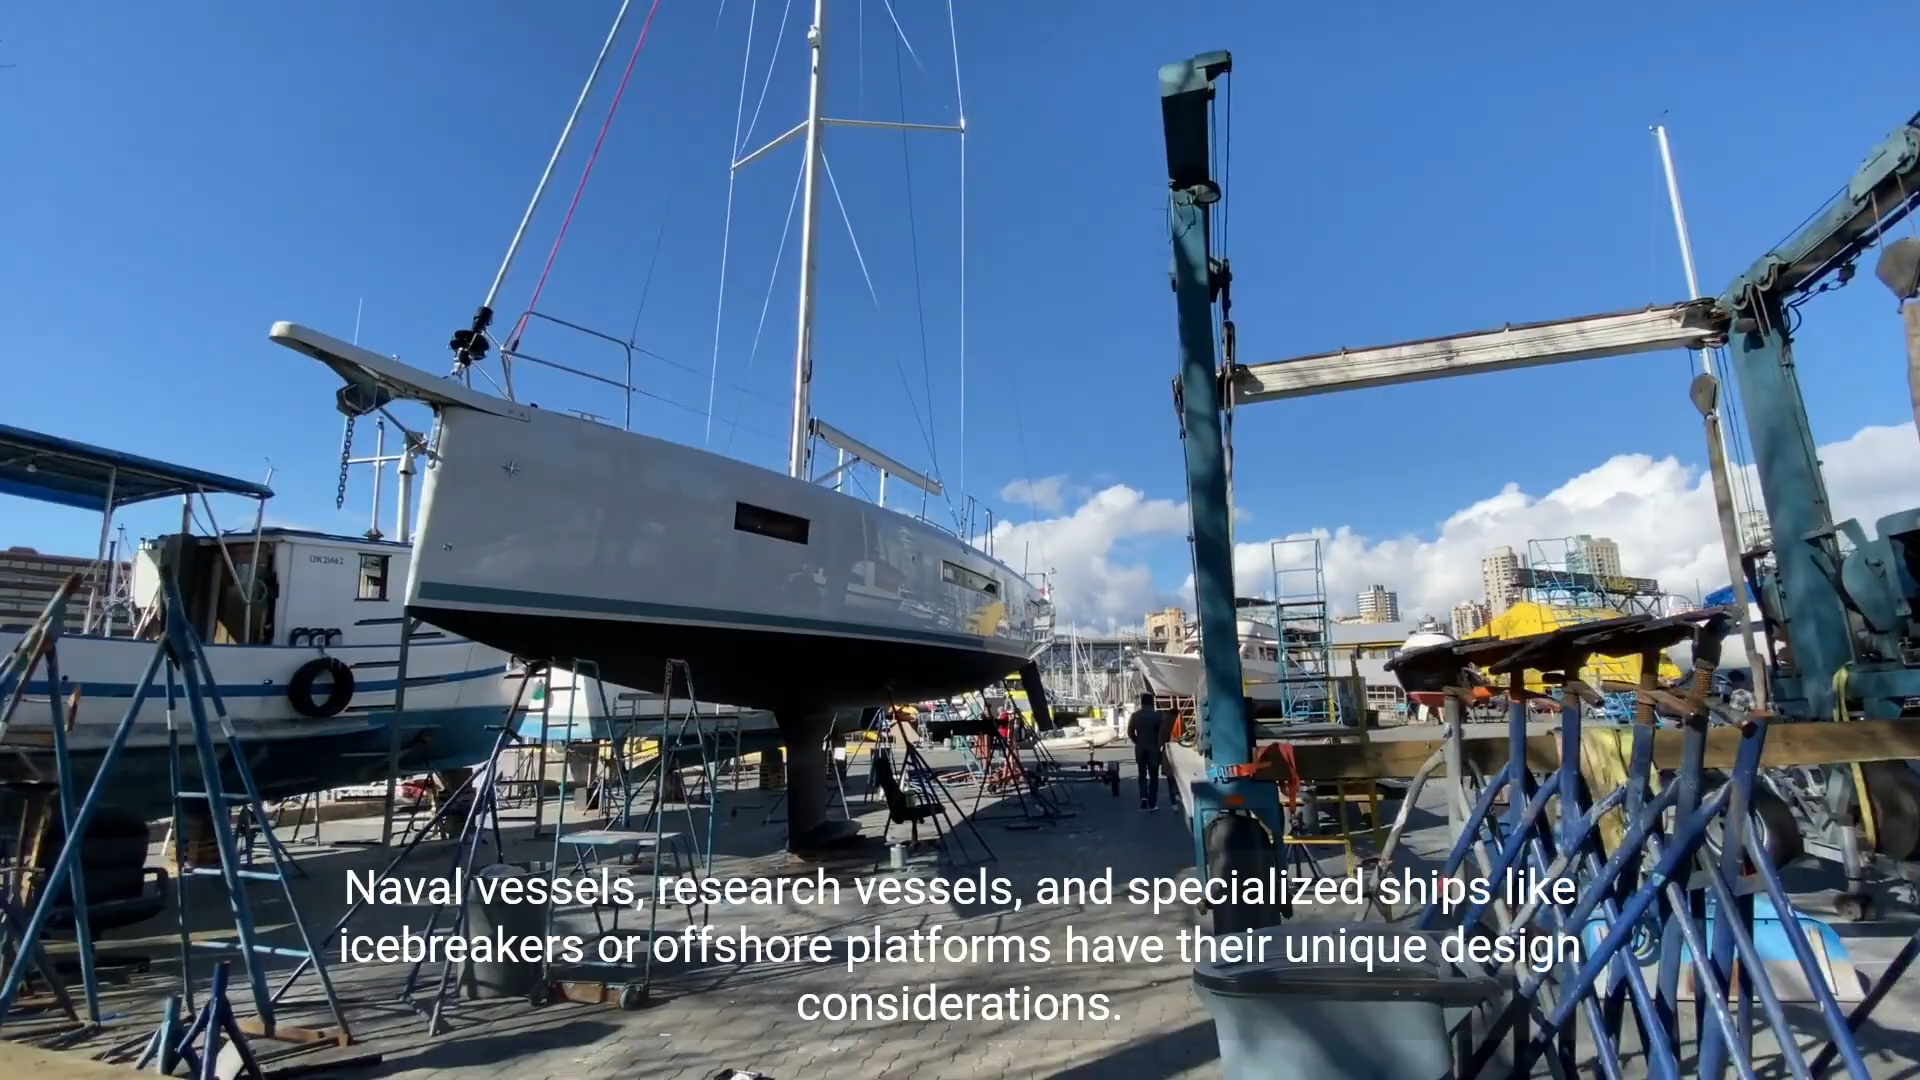 Naval vessels, research vessels, and specialized ships like
icebreakers or offshore platforms have their unique design
considerations.